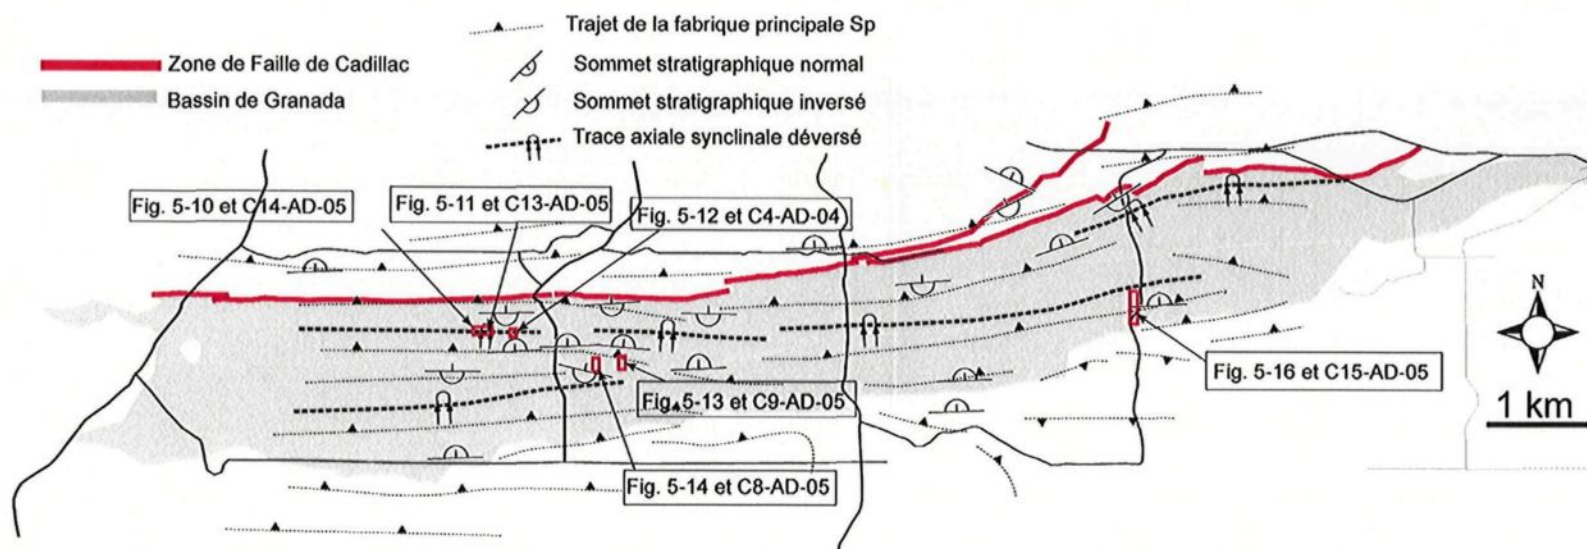 Trajet de la fabrique principale Sp
Zone de Faille de Cadillac
Sommet stratigraphique normal
Bassin de Granada
Sommet stratigraphique inversé
Trace axiale synclinale déversé
Fig. 5-10 et C14-AD-05
Fig. 5-11 et C13-AD-05
Fig. 5-12 et C4-AD-04
N
Fig. 5-16 et C15-AD-05
Fig. 5-13 et C9-AD-05
1 km
Fig. 5-14 et C8-AD-05